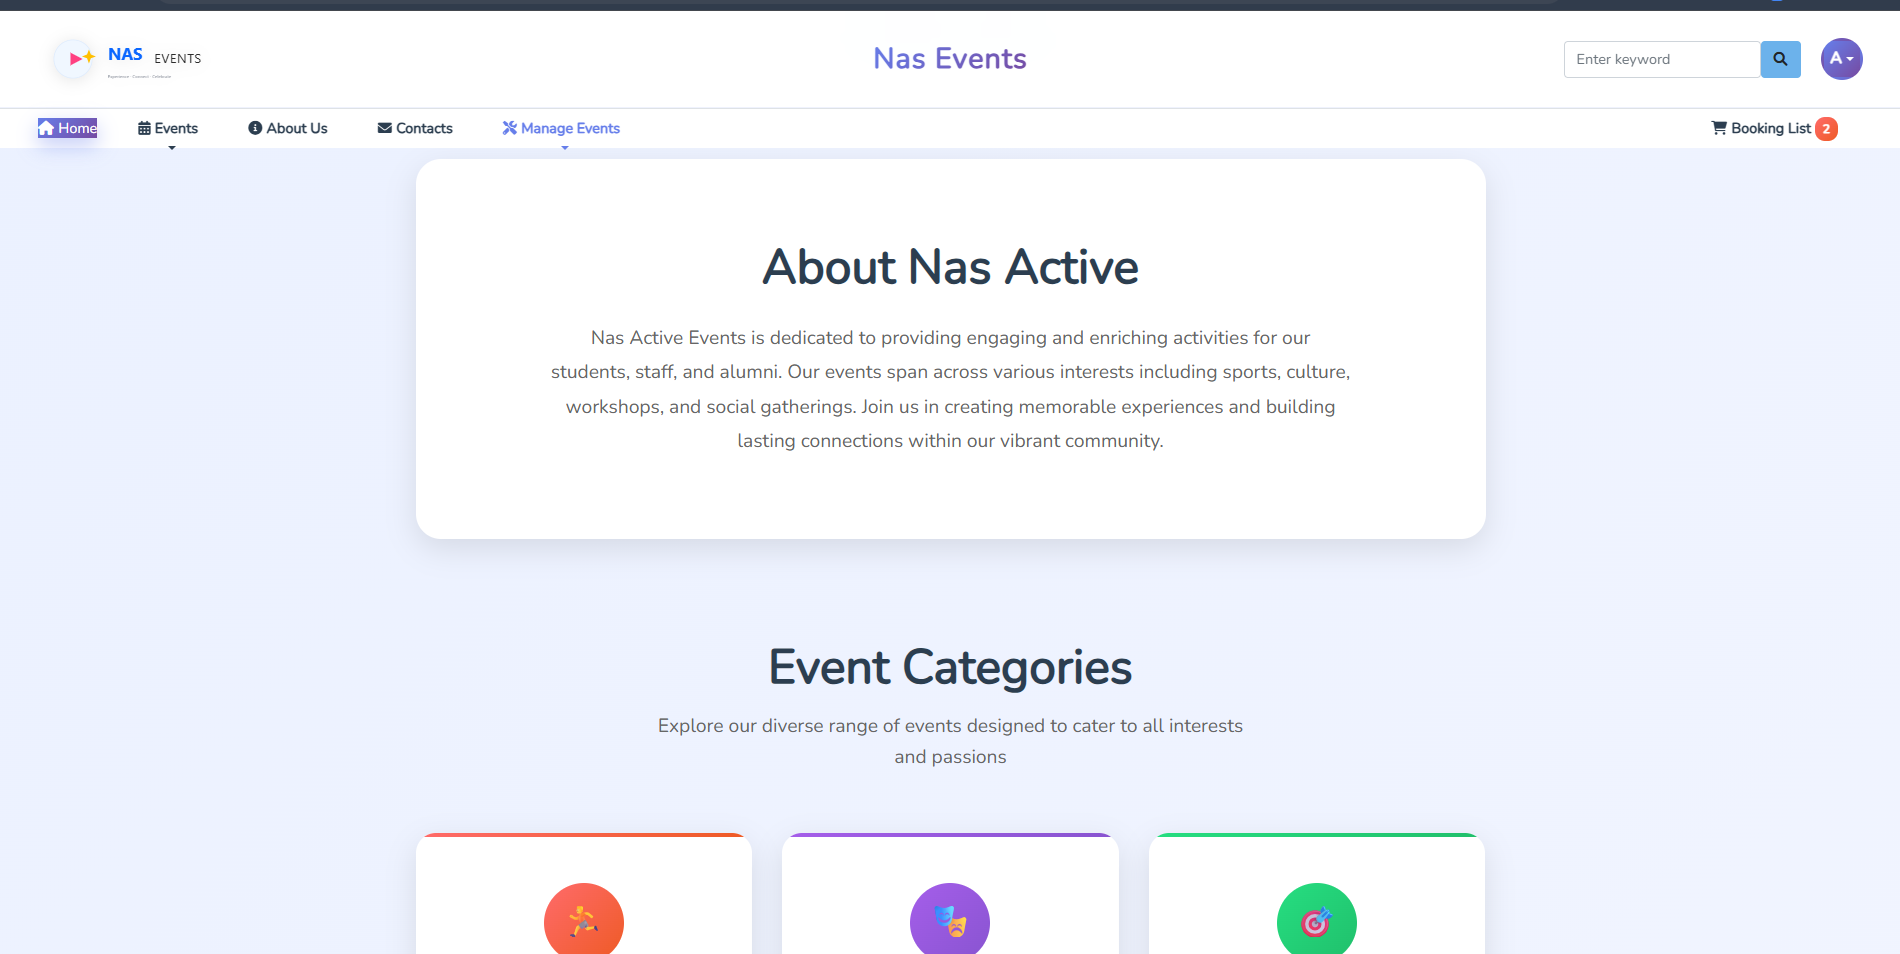 NAS EVENTS
Experience · Connect · Celebrate
Nas Events
Enter keyword
A
Home
Events
About Us
Contacts
Manage Events
Booking List 2
About Nas Active
Nas Active Events is dedicated to providing engaging and enriching activities for our
students, staff, and alumni. Our events span across various interests including sports, culture,
workshops, and social gatherings. Join us in creating memorable experiences and building
lasting connections within our vibrant community.
Event Categories
Explore our diverse range of events designed to cater to all interests
and passions